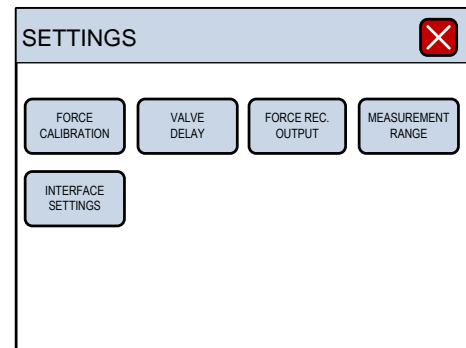 SETTINGS
FORCE
CALIBRATION
VALVE
DELAY
FORCE REC.
OUTPUT
MEASUREMENT
RANGE
INTERFACE
SETTINGS